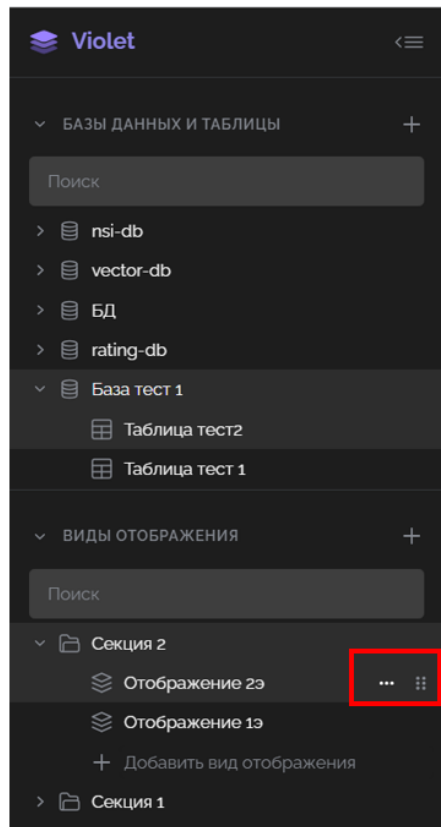 Violet
БАЗЫ ДАННЫХ И ТАБЛИЦЫ
Поиск
nsi-db
vector-db
БД
rating-db
База тест 1
Таблица тест2
Таблица тест 1
ВИДЫ ОТОБРАЖЕНИЯ
Поиск
Секция 2
Отображение 2э
Отображение 1э
Добавить вид отображения
Секция 1